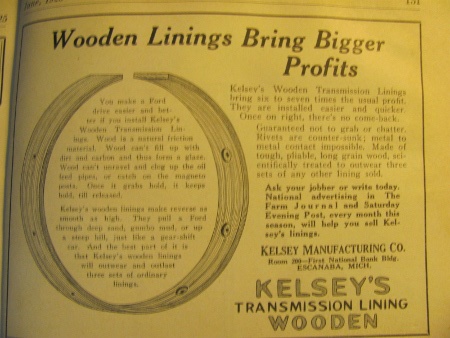 151
Wooden Linings Bring Bigger
Profits
You make a Ford
drive easier and bet-
ter if you install Kelsey's
Wooden Transmission Lin-
ings. Wood is a natural friction
material. Wood can't fill up with
dirt and carbon and thus form a glaze.
Wood can't unravel and clog up the oil
feed pipes, or catch on the magneto
posts. Once it grabs hold, it keeps
hold, till released.
Kelsey's wooden linings make reverse as
smooth as high. They pull a Ford
through deep sand, gumbo mud, or up
a steep hill, just like a gear-shift
car. And the best part of it is
that Kelsey's wooden linings
will outwear and outlast
three sets of ordinary
linings.
Kelsey's Wooden Transmission Linings
bring six to seven times the usual profit.
They are installed easier and quicker.
Once on right, there's no come-back.
Guaranteed not to grab or chatter.
Rivets are counter-sunk; metal to
metal contact impossible. Made of
tough, pliable, long grain wood, sci-
entifically treated to outwear three
sets of any other lining sold.
Ask your jobber or write today.
National advertising in The
Farm Journal and Saturday
Evening Post, every month this
season, will help you sell Kel-
sey's linings.
KELSEY MANUFACTURING CO.
Room 200—First National Bank Bldg.
ESCANABA, MICH.
KELSEY'S
TRANSMISSION LINING
WOODEN